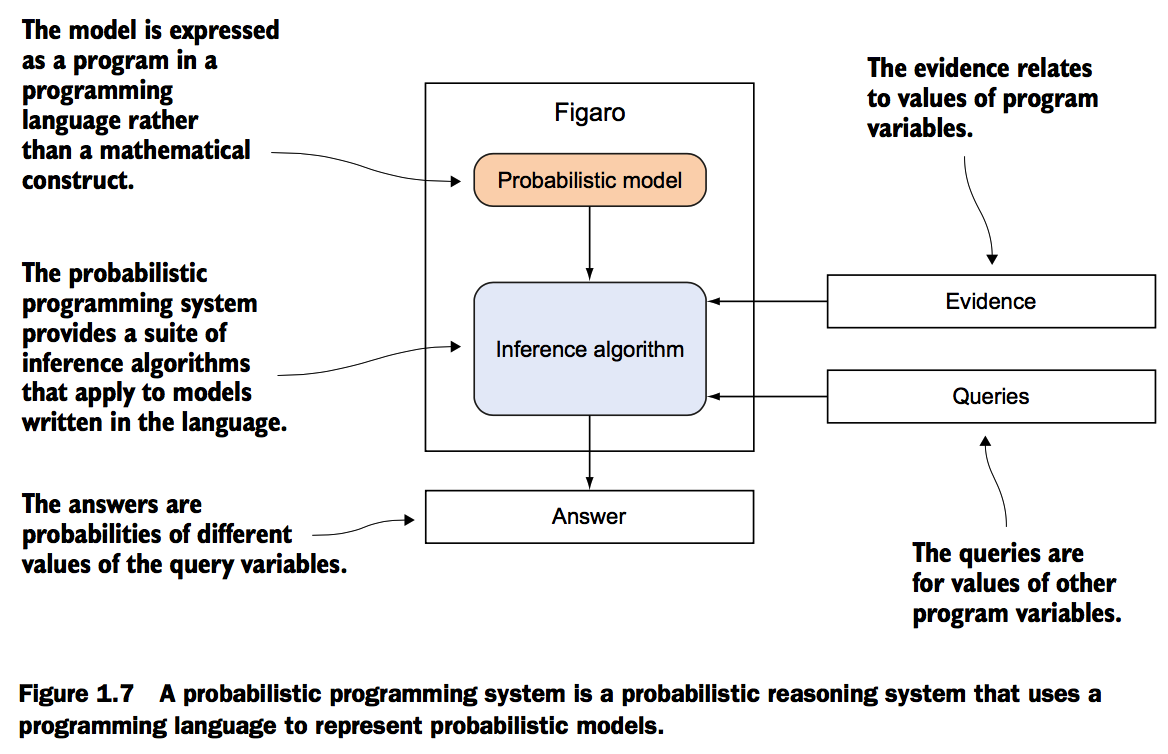 The model is expressed
as a program in a
programming
language rather
than a mathematical
construct.
Figaro
Probabilistic model
The evidence relates
to values of program
variables.
The probabilistic
programming system
provides a suite of
inference algorithms
that apply to models
written in the language.
Inference algorithm
Evidence
Queries
The answers are
probabilities of different
values of the query variables.
Answer
The queries are
for values of other
program variables.
Figure 1.7 A probabilistic programming system is a probabilistic reasoning system that uses a
programming language to represent probabilistic models.